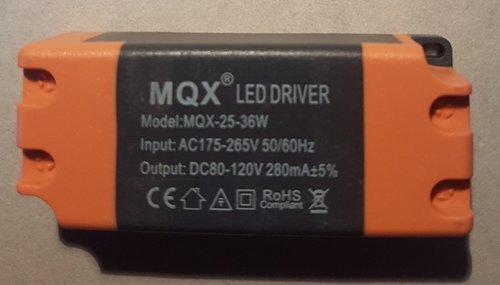 MQX® LED DRIVER
Model:MQX-25-36W
Input: AC175-265V 50/60Hz
Output: DC80-120V 280mA±5%
CE RoHS
Compliant